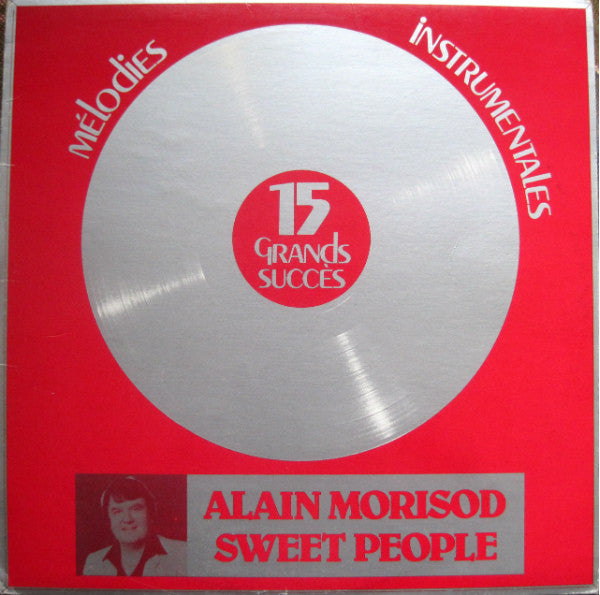 MÉlodiES
iNSTRUMENTAlES
15
GRANdS
SUCCÈS
ALAIN MORISOD
SWEET PEOPLE